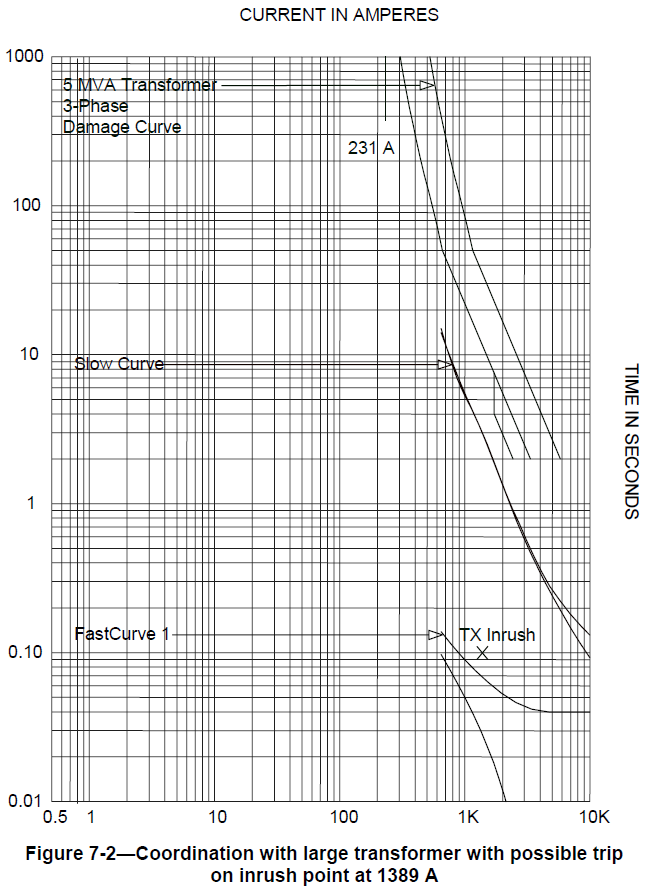 CURRENT IN AMPERES
1000
5 MVA Transformer
3-Phase
Damage Curve
231 A
100
10
Slow Curve
TIME IN SECONDS
1
FastCurve 1
TX Inrush
X
0.10
0.01
0.5 1 10 100 1K 10K
Figure 7-2—Coordination with large transformer with possible trip
on inrush point at 1389 A